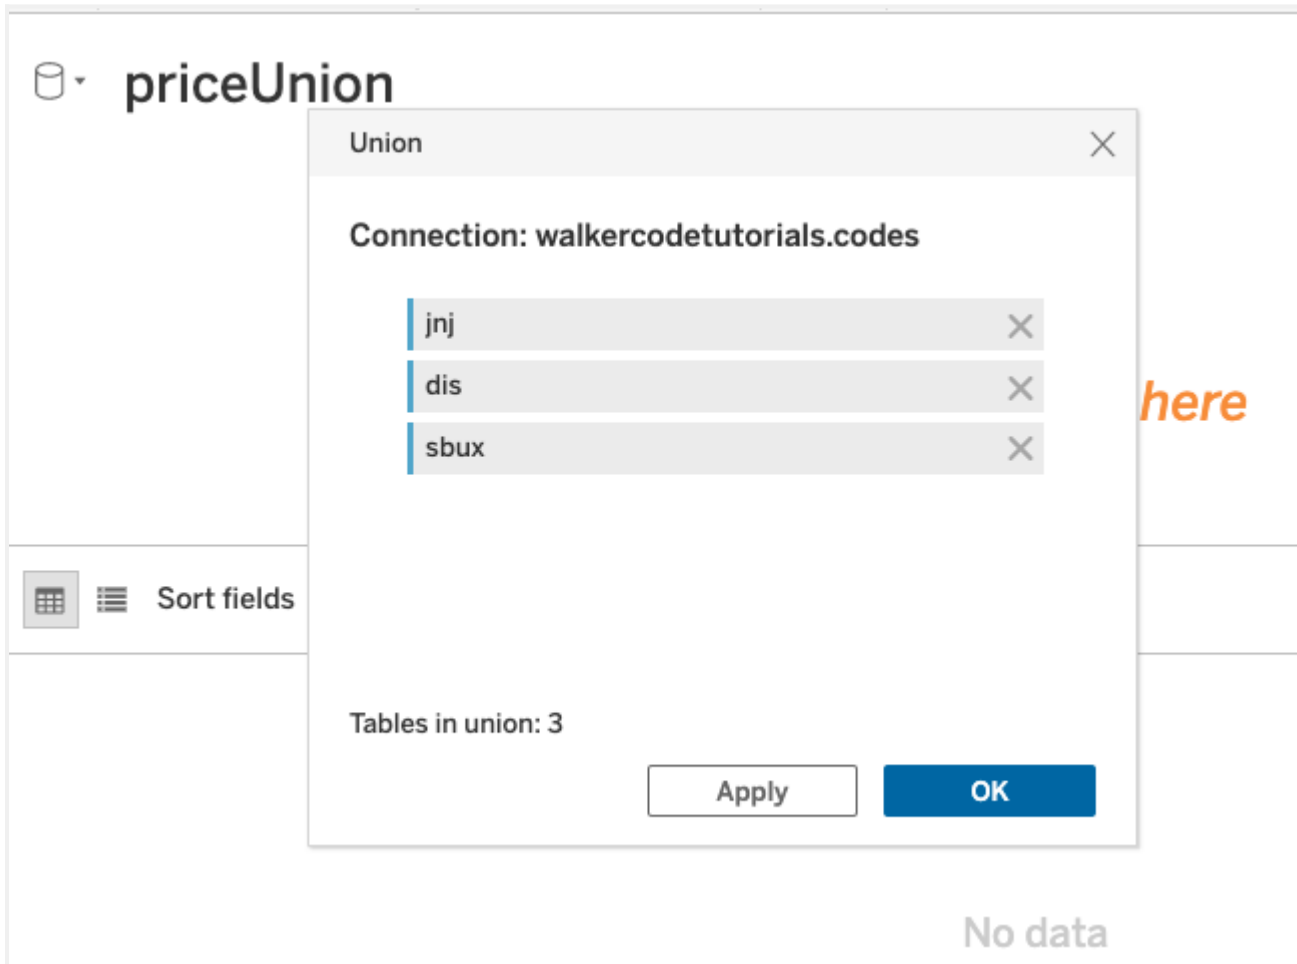 priceUnion
Union
Connection: walkercodetutorials.codes
jnj
dis
sbux
here
Sort fields
Tables in union: 3
Apply
OK
No data